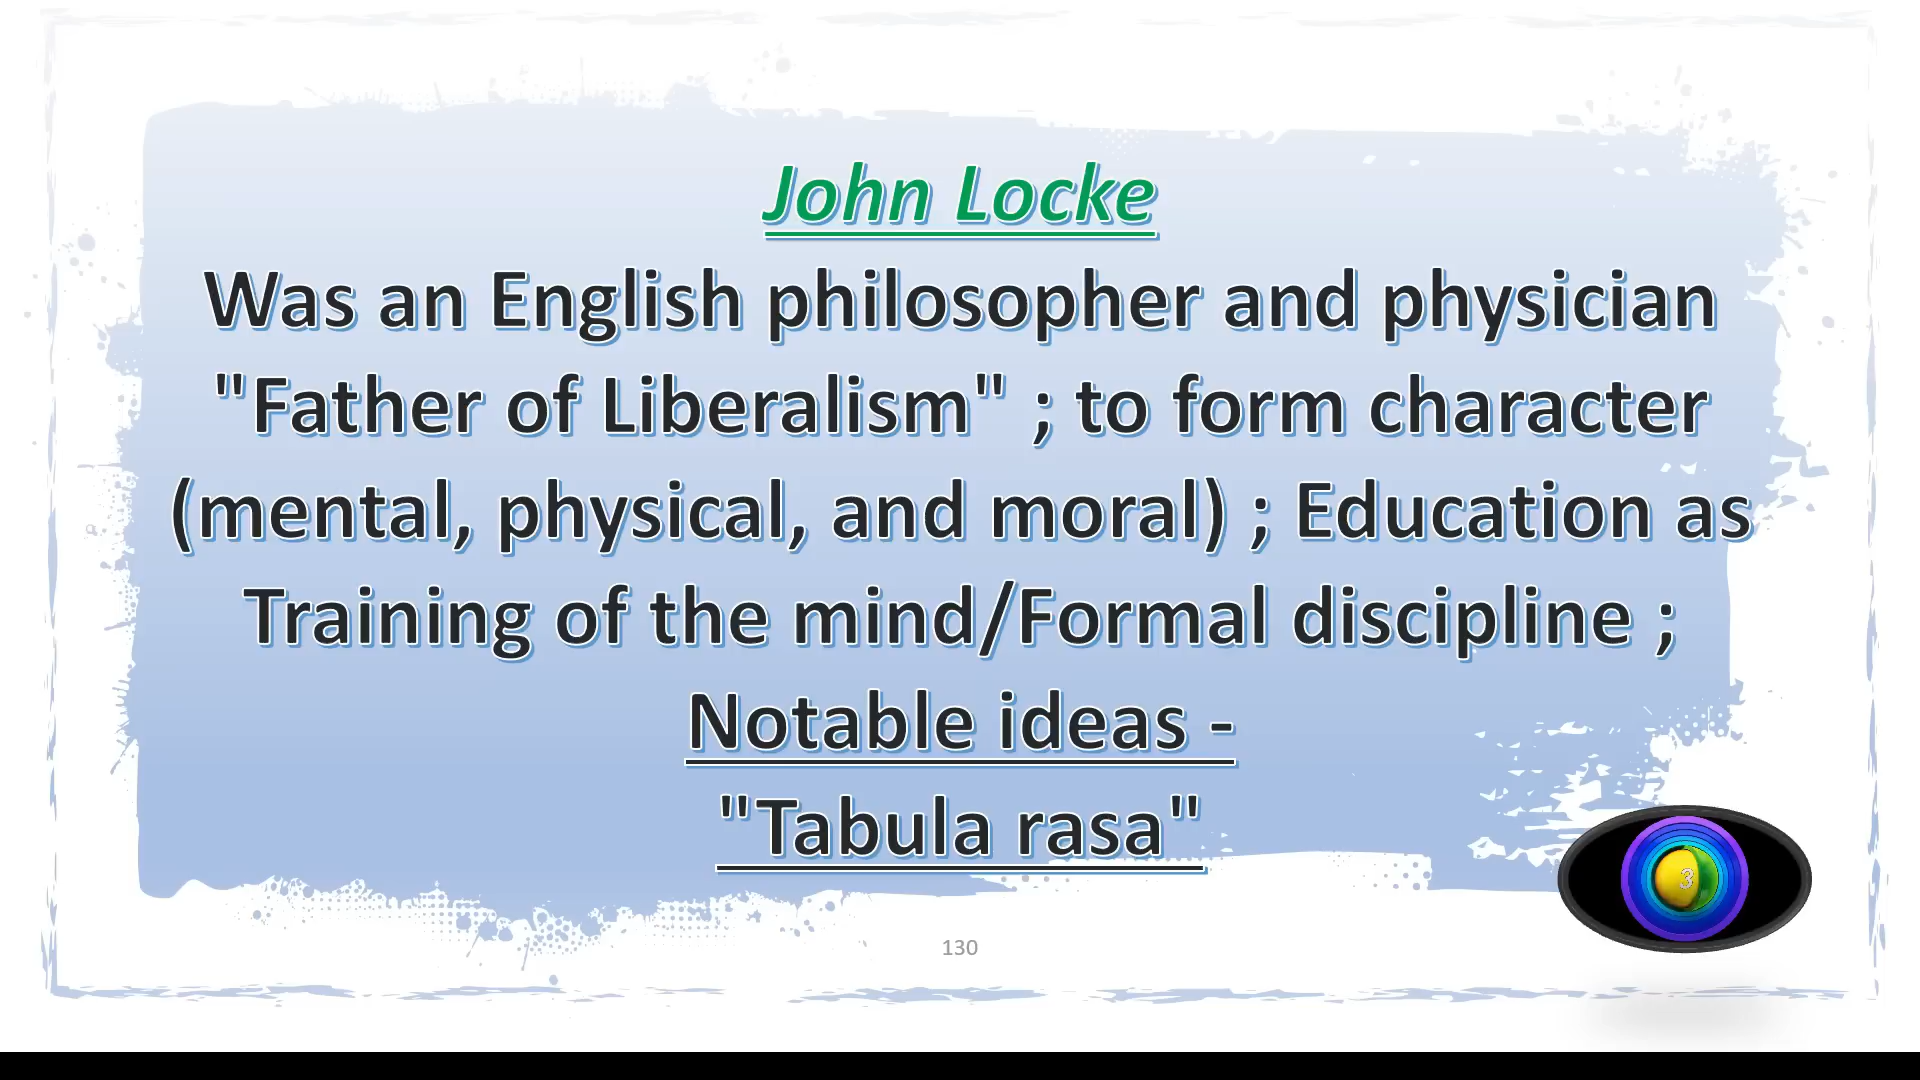 John Locke
Was an English philosopher and physician
"Father of Liberalism" ; to form character
(mental, physical, and moral) ; Education as
Training of the mind/Formal discipline ;
Notable ideas -
"Tabula rasa"
3
130